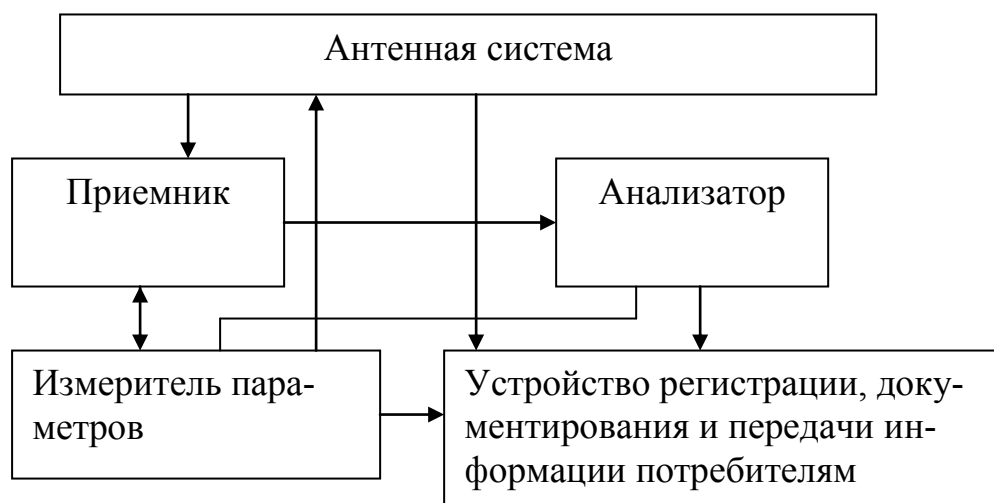 Антенная система
Приемник
Анализатор
Измеритель пара-
метров
Устройство регистрации, доку-
ментирования и передачи ин-
формации потребителям